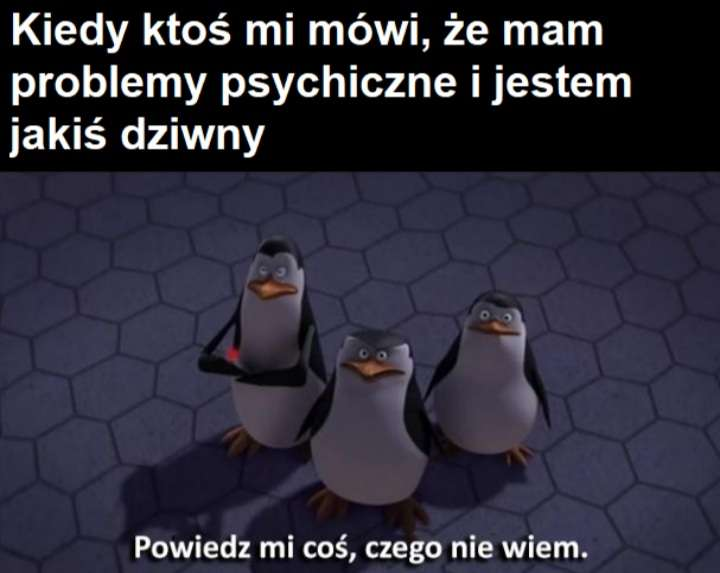 Kiedy ktoś mi mówi, że mam
problemy psychiczne i jestem
jakiś dziwny
Powiedz mi coś, czego nie wiem.